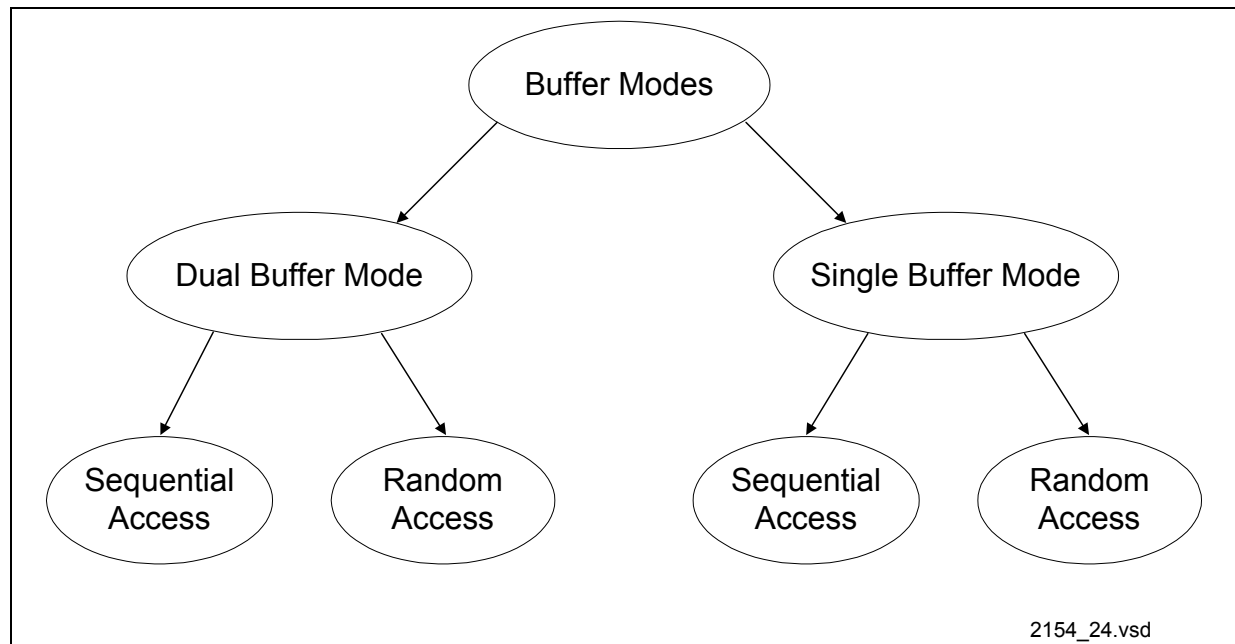 Buffer Modes
Dual Buffer Mode
Single Buffer Mode
Sequential
Access
Random
Access
Sequential
Access
Random
Access
2154_24.vsd